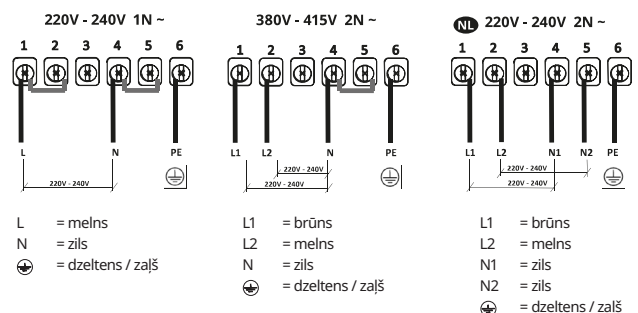 220V - 240V 1N ~
1 2 3 4 5 6
L N PE
220V - 240V
L = melns
N = zils
= dzeltens / zaļš
380V - 415V 2N ~
1 2 3 4 5 6
L1 L2 N PE
220V - 240V
220V - 240V
L1 = brūns
L2 = melns
N = zils
= dzeltens / zaļš
NL 220V - 240V 2N ~
1 2 3 4 5 6
L1 L2 N1 N2 PE
220V - 240V
220V - 240V
L1 = brūns
L2 = melns
N1 = zils
N2 = zils
= dzeltens / zaļš